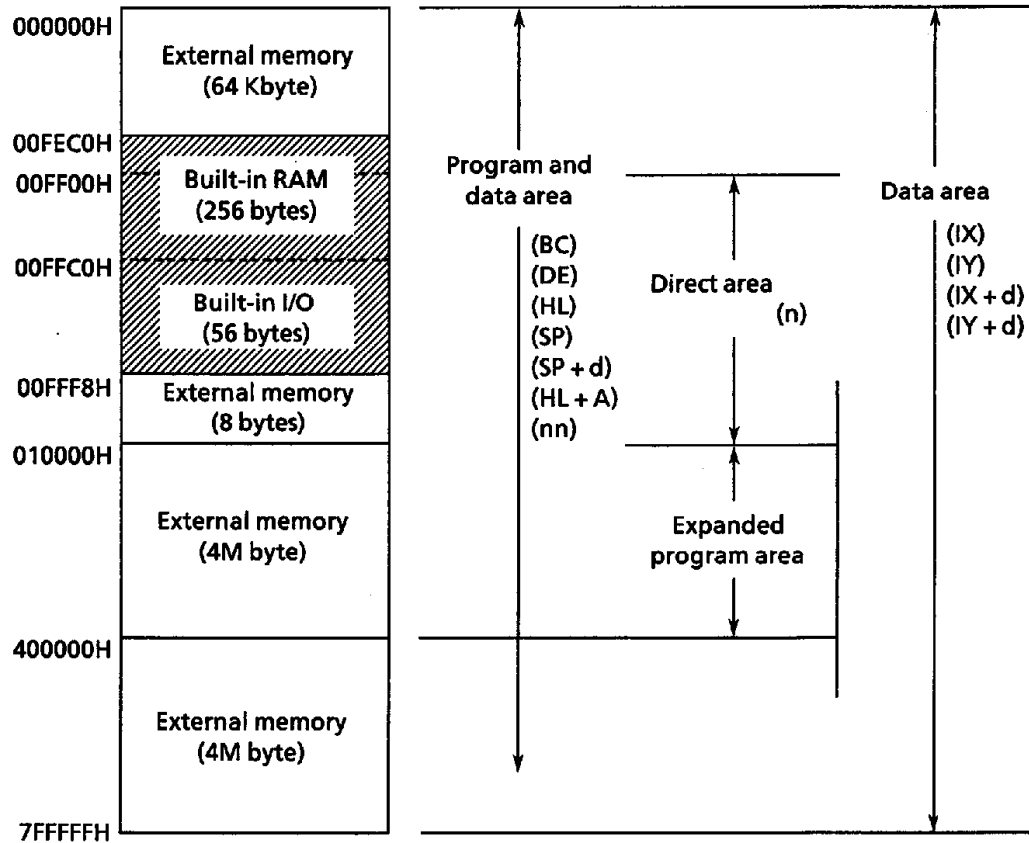 000000H
External memory
(64 Kbyte)
00FEC0H
00FF00H
Built-in RAM
(256 bytes)
00FFC0H
Built-in I/O
(56 bytes)
00FFF8H
External memory
(8 bytes)
010000H
External memory
(4M byte)
400000H
External memory
(4M byte)
7FFFFFH
Program and
data area
(BC)
(DE)
(HL)
(SP)
(SP + d)
(HL + A)
(nn)
Direct area
(n)
Expanded
program area
Data area
(IX)
(IY)
(IX + d)
(IY + d)